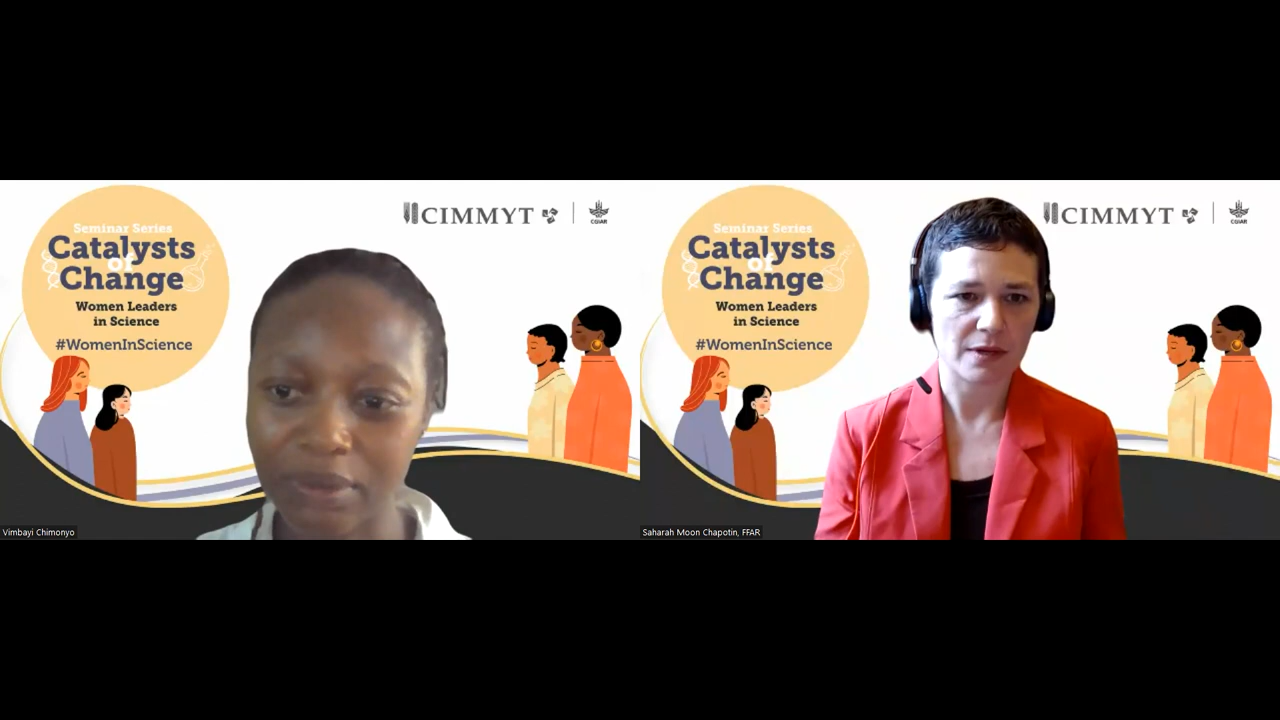 Seminar Series
Catalysts
of
Change
Women Leaders
in Science
#WomenInScience
CIMMYT
CGIAR
Vimbayi Chimonyo
Seminar Series
Catalysts
of
Change
Women Leaders
in Science
#WomenInScience
CIMMYT
CGIAR
Saharah Moon Chapotin, FFAR